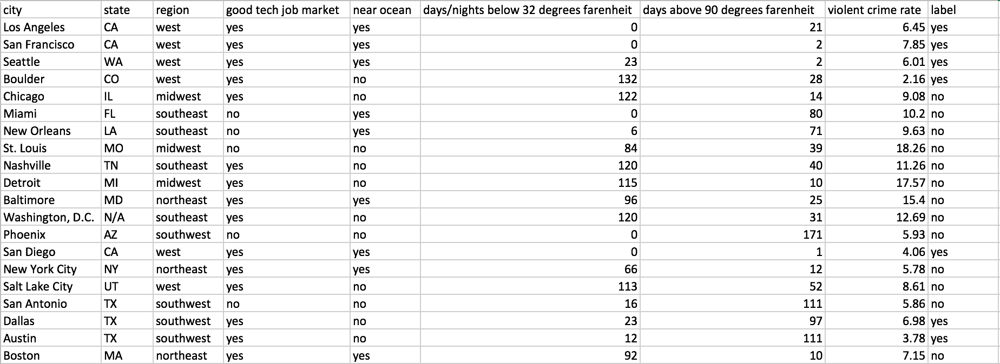 city state region good tech job market near ocean days/nights below 32 degrees farenheit days above 90 degrees farenheit violent crime rate label
Los Angeles CA west yes yes 0 21 6.45 yes
San Francisco CA west yes yes 0 2 7.85 yes
Seattle WA west yes yes 23 2 6.01 yes
Boulder CO west yes no 132 28 2.16 yes
Chicago IL midwest yes no 122 14 9.08 no
Miami FL southeast no yes 0 80 10.2 no
New Orleans LA southeast no yes 6 71 9.63 no
St. Louis MO midwest no no 84 39 18.26 no
Nashville TN southeast yes no 120 40 11.26 no
Detroit MI midwest yes no 115 10 17.57 no
Baltimore MD northeast yes yes 96 25 15.4 no
Washington, D.C. N/A southeast yes no 120 31 12.69 no
Phoenix AZ southwest no no 0 171 5.93 no
San Diego CA west yes yes 0 1 4.06 yes
New York City NY northeast yes yes 66 12 5.78 no
Salt Lake City UT west yes no 113 52 8.61 no
San Antonio TX southwest no no 16 111 5.86 no
Dallas TX southwest yes no 23 97 6.98 yes
Austin TX southwest yes no 12 111 3.78 yes
Boston MA northeast yes yes 92 10 7.15 no